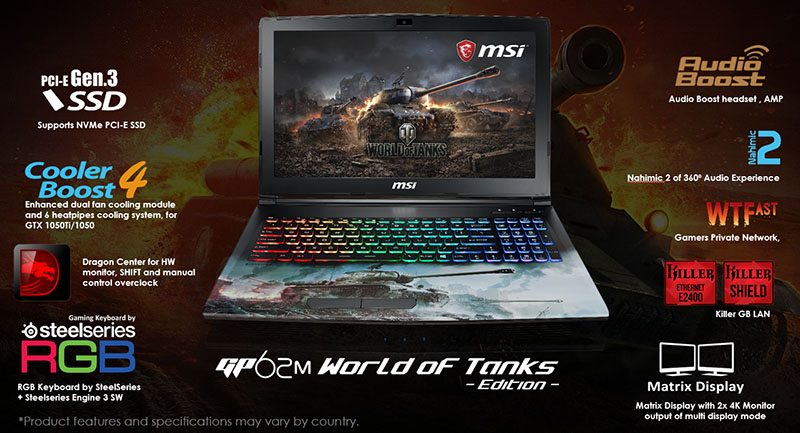 PCI-E Gen.3
SSD
Supports NVMe PCI-E SSD
Cooler
Boost 4
Enhanced dual fan cooling module
and 6 heatpipes cooling system, for
GTX 1050Ti/1050
Dragon Center for HW
monitor, SHIFT and manual
control overclock
Gaming Keyboard by
steelseries
RGB
RGB Keyboard by SteelSeries
+ Steelseries Engine 3 SW
msi
WORLD OF TANKS
msi
GP62M World of Tanks
- Edition -
Audio
Boost
Audio Boost headset , AMP
Nahimic
2
Nahimic 2 of 360° Audio Experience
WTFAST
Gamers Private Network,
KILLER
ETHERNET
E2400
KILLER
SHIELD
Killer GB LAN
Matrix Display
Matrix Display with 2x 4K Monitor
output of multi display mode
*Product features and specifications may vary by country.